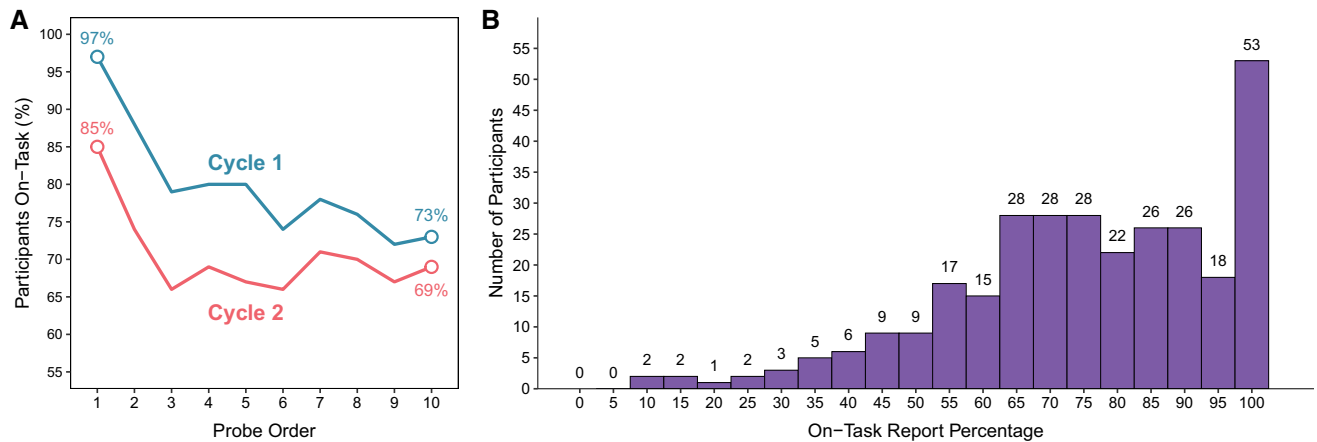 A
Participants On−Task (%)
100
95
90
85
80
75
70
65
60
55
97%
85%
Cycle 1
Cycle 2
73%
69%
1 2 3 4 5 6 7 8 9 10
Probe Order
B
Number of Participants
55
50
45
40
35
30
25
20
15
10
5
0
0 0 2 2 1 2 3 5 6 9 9 17 15 28 28 28 22 26 26 18 53
0 5 10 15 20 25 30 35 40 45 50 55 60 65 70 75 80 85 90 95 100
On−Task Report Percentage